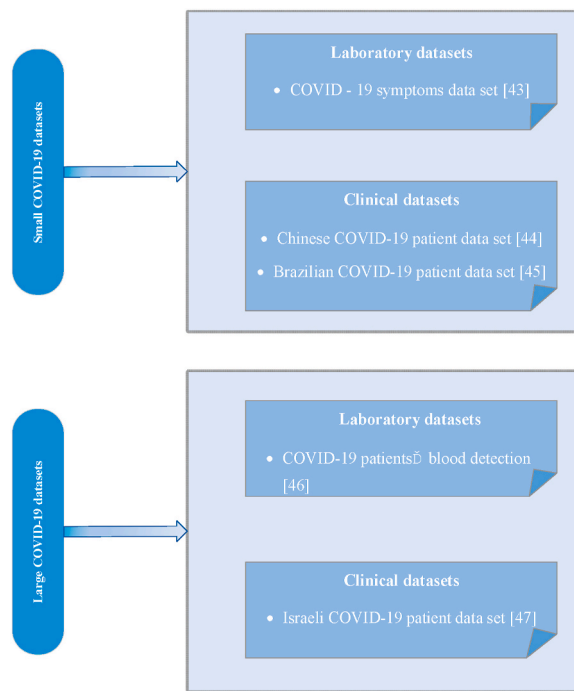 Small COVID-19 datasets
Laboratory datasets
• COVID - 19 symptoms data set [43]
Clinical datasets
• Chinese COVID-19 patient data set [44]
• Brazilian COVID-19 patient data set [45]
Large COVID-19 datasets
Laboratory datasets
• COVID-19 patientsĎ blood detection
[46]
Clinical datasets
• Israeli COVID-19 patient data set [47]